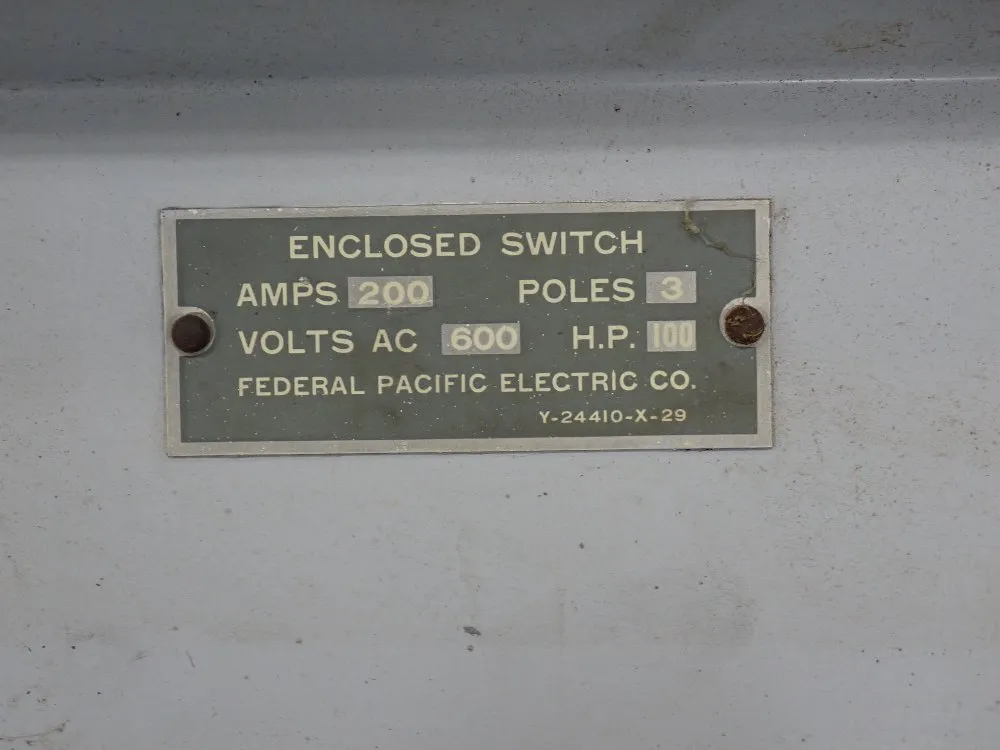 ENCLOSED SWITCH
AMPS 200 POLES 3
VOLTS AC 600 H.P. 100
FEDERAL PACIFIC ELECTRIC CO.
Y-24410-X-29